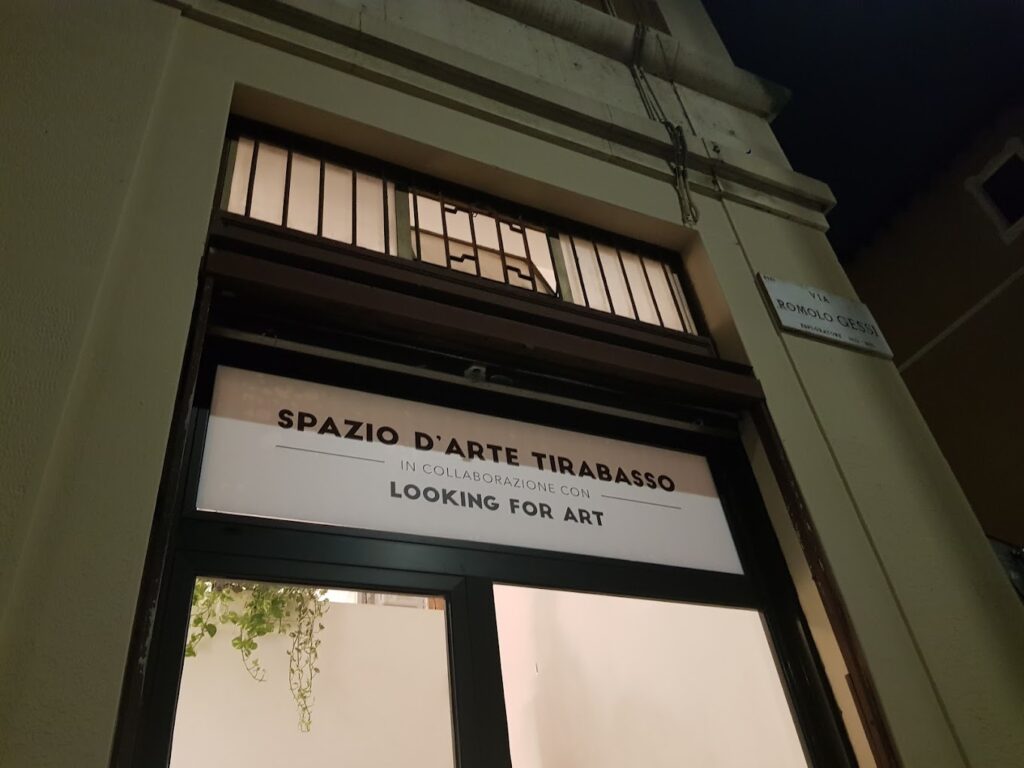 SPAZIO D'ARTE TIRABASSO
IN COLLABORAZIONE CON
LOOKING FOR ART
VIA
ROMOLO GESSI
ESPLORATORE